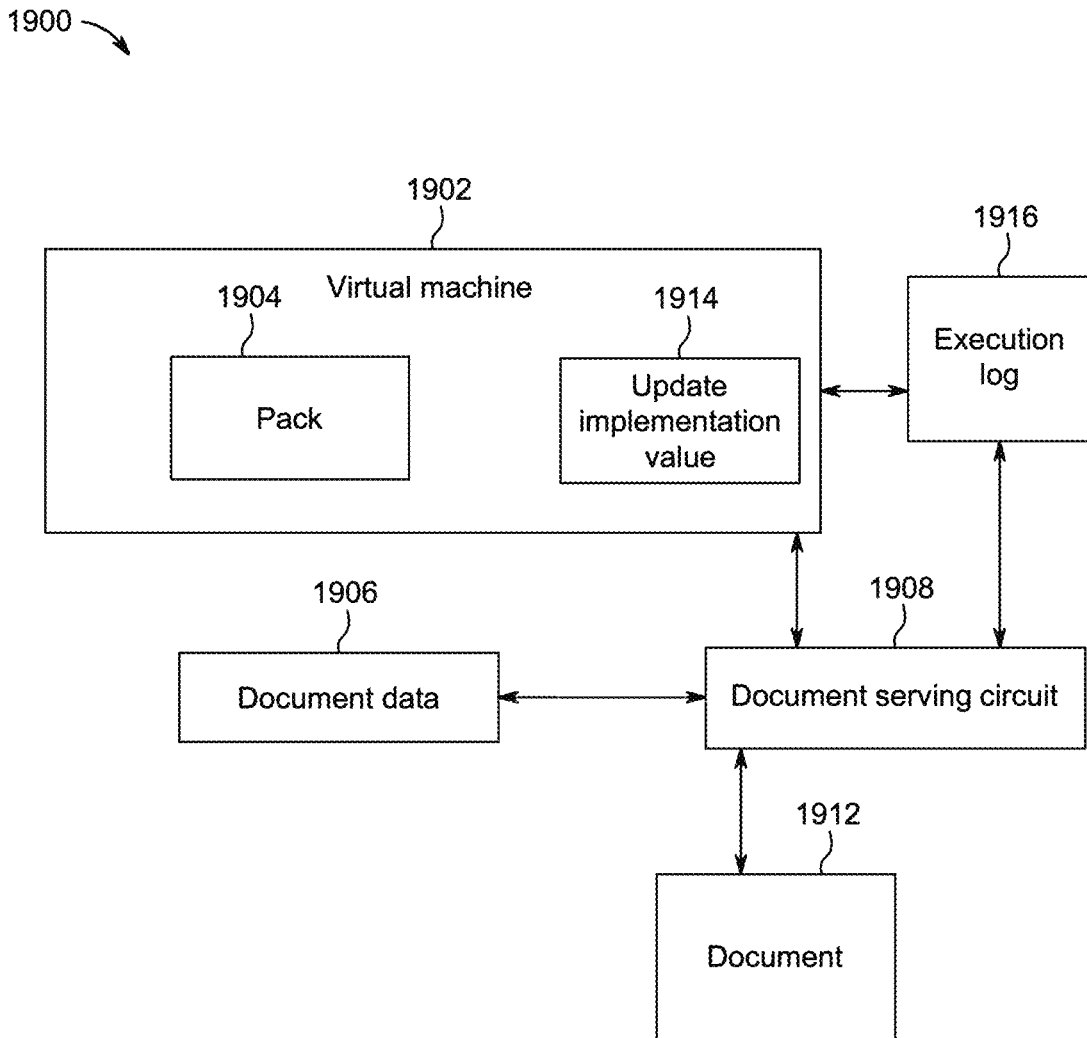 1900
1902
1916
Virtual machine
1904
1914
Execution
log
Pack
Update
implementation
value
1906
1908
Document data
Document serving circuit
1912
Document